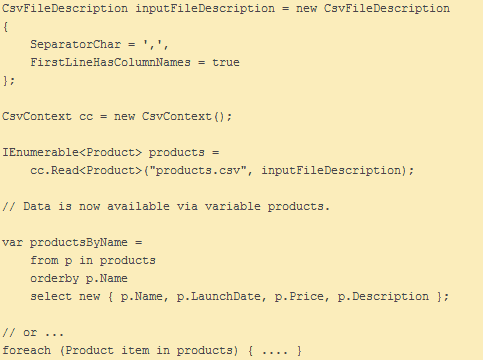 CsvFileDescription inputFileDescription = new CsvFileDescription
{
    SeparatorChar = ',',
    FirstLineHasColumnNames = true
};
CsvContext cc = new CsvContext();
IEnumerable<Product> products =
    cc.Read<Product>("products.csv", inputFileDescription);
// Data is now available via variable products.
var productsByName =
    from p in products
    orderby p.Name
    select new { p.Name, p.LaunchDate, p.Price, p.Description };
// or ...
foreach (Product item in products) { .... }